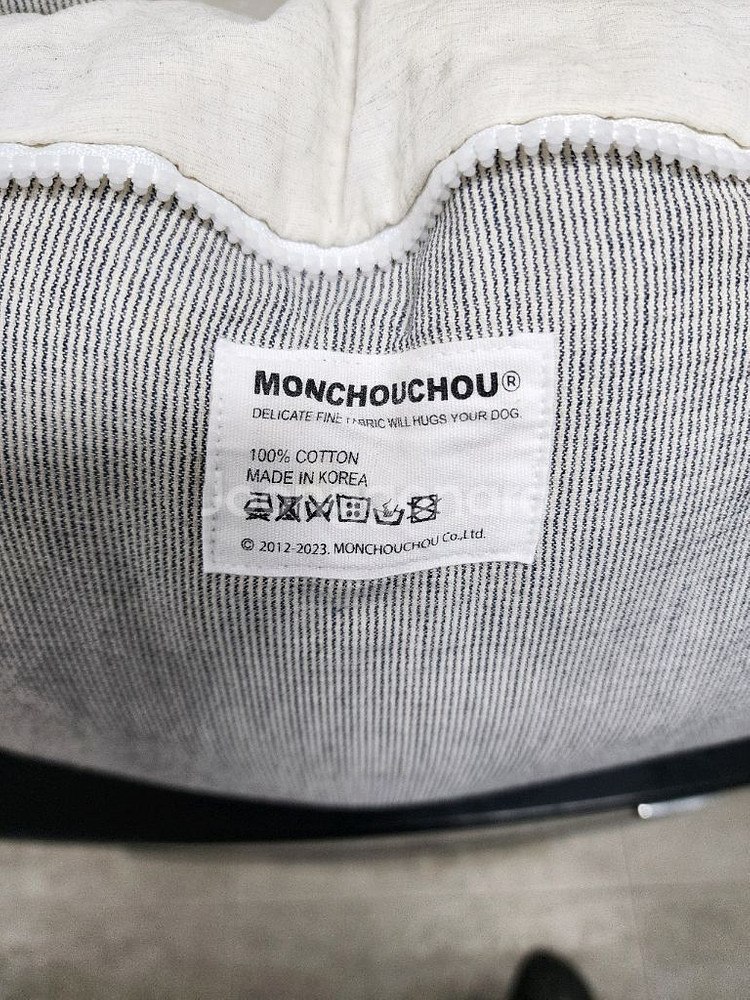 MONCHOUCHOU®
DELICATE FINE FABRIC WILL HUGS YOUR DOG.
100% COTTON
MADE IN KOREA
© 2012-2023. MONCHOUCHOU Co.,Ltd.